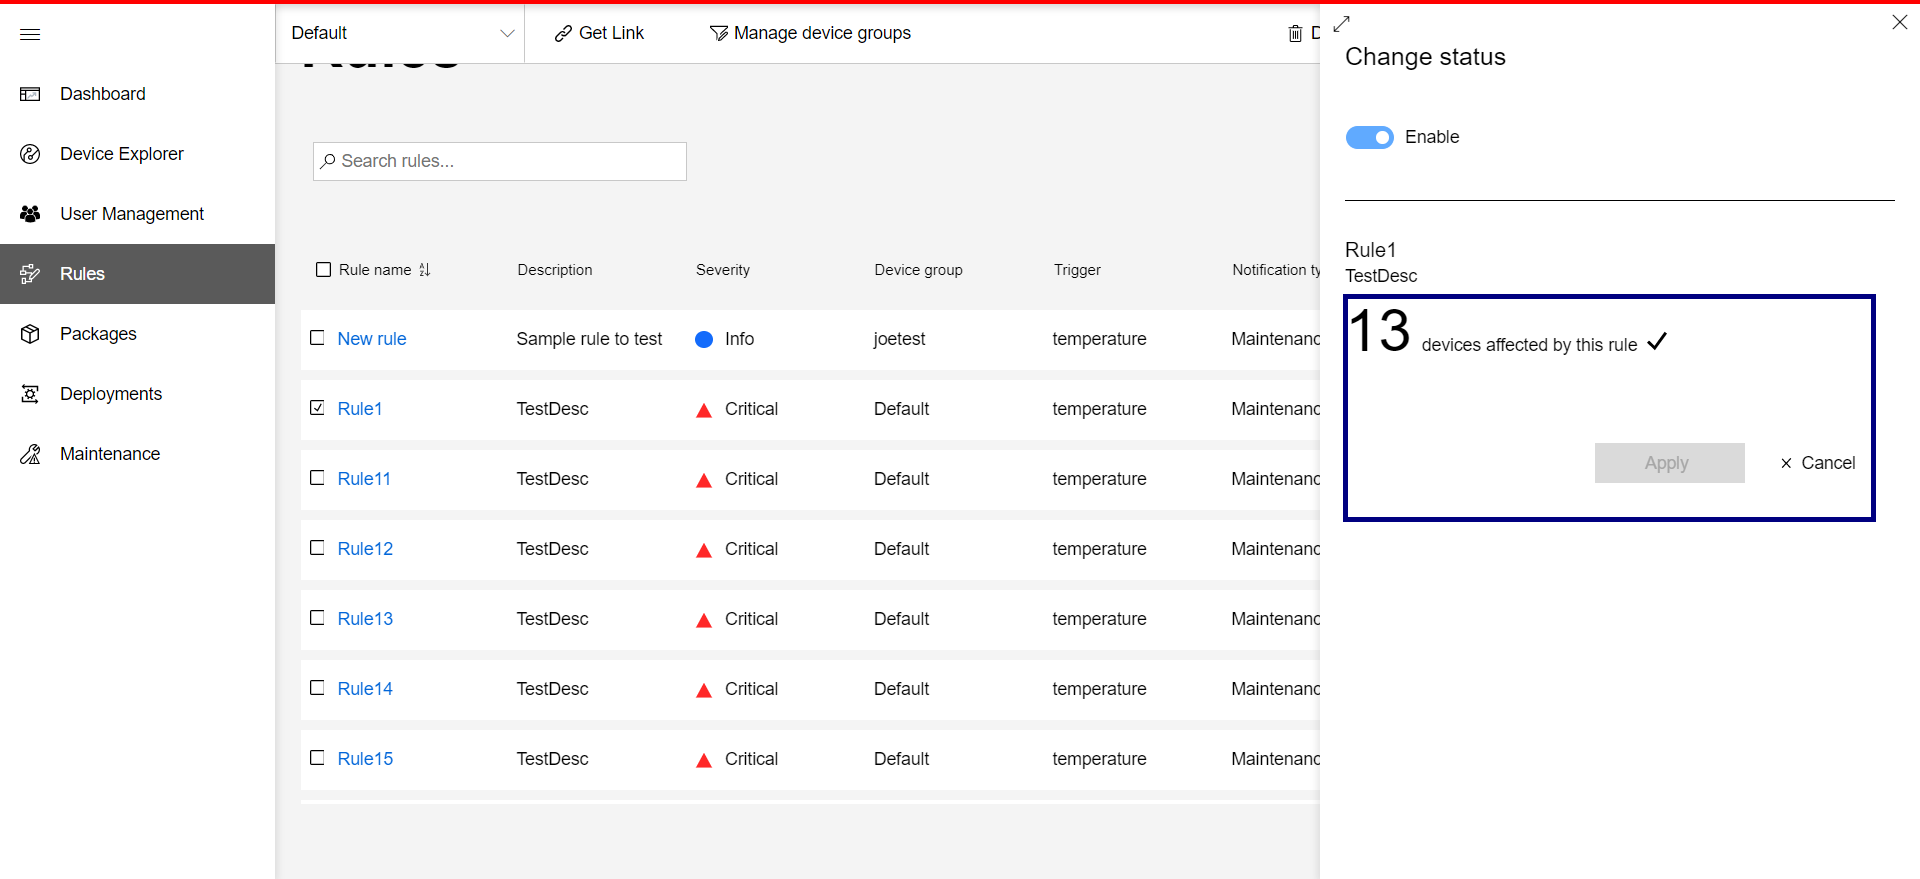 Default
Get Link
Manage device groups
Change status
Dashboard
Device Explorer
User Management
Rules
Packages
Deployments
Maintenance
Rules
Search rules...
Rule name Description Severity Device group Trigger Notification ty
New rule Sample rule to test Info joetest temperature Maintenanc
Rule1 TestDesc Critical Default temperature Maintenanc
Rule11 TestDesc Critical Default temperature Maintenanc
Rule12 TestDesc Critical Default temperature Maintenanc
Rule13 TestDesc Critical Default temperature Maintenanc
Rule14 TestDesc Critical Default temperature Maintenanc
Rule15 TestDesc Critical Default temperature Maintenanc
Enable
Rule1
TestDesc
13 devices affected by this rule
Apply
Cancel